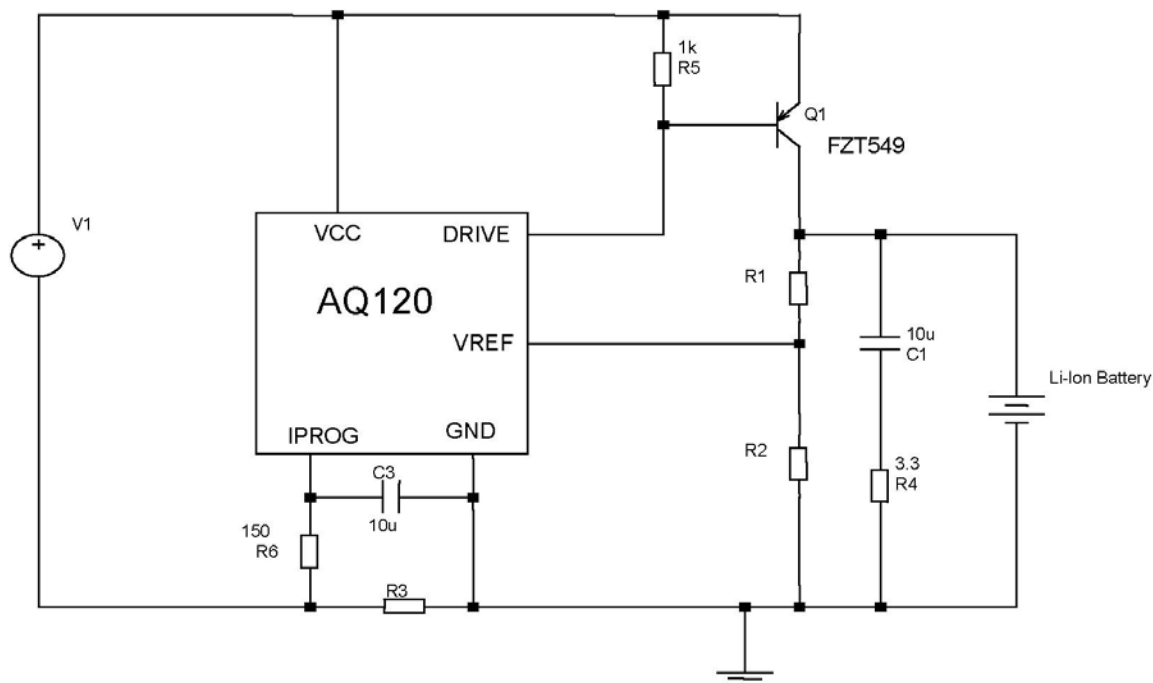 1k
R5
Q1
FZT549
V1
+
VCC
DRIVE
AQ120
R1
VREF
10u
C1
Li-Ion Battery
IPROG
GND
R2
C3
3.3
R4
10u
150
R6
R3